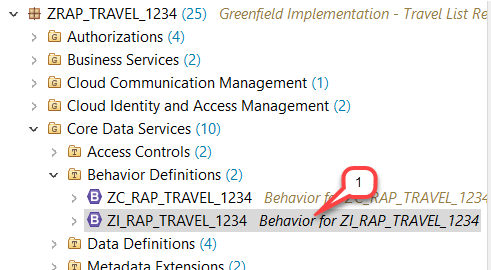 ZRAP_TRAVEL_1234 (25) Greenfield Implementation - Travel List Re
Authorizations (4)
Business Services (2)
Cloud Communication Management (1)
Cloud Identity and Access Management (2)
Core Data Services (10)
Access Controls (2)
Behavior Definitions (2)
1
ZC_RAP_TRAVEL_1234 Behavior for ZC_RAP_TRAVEL_1234
ZI_RAP_TRAVEL_1234 Behavior for ZI_RAP_TRAVEL_1234
Data Definitions (4)
Metadata Extensions (2)